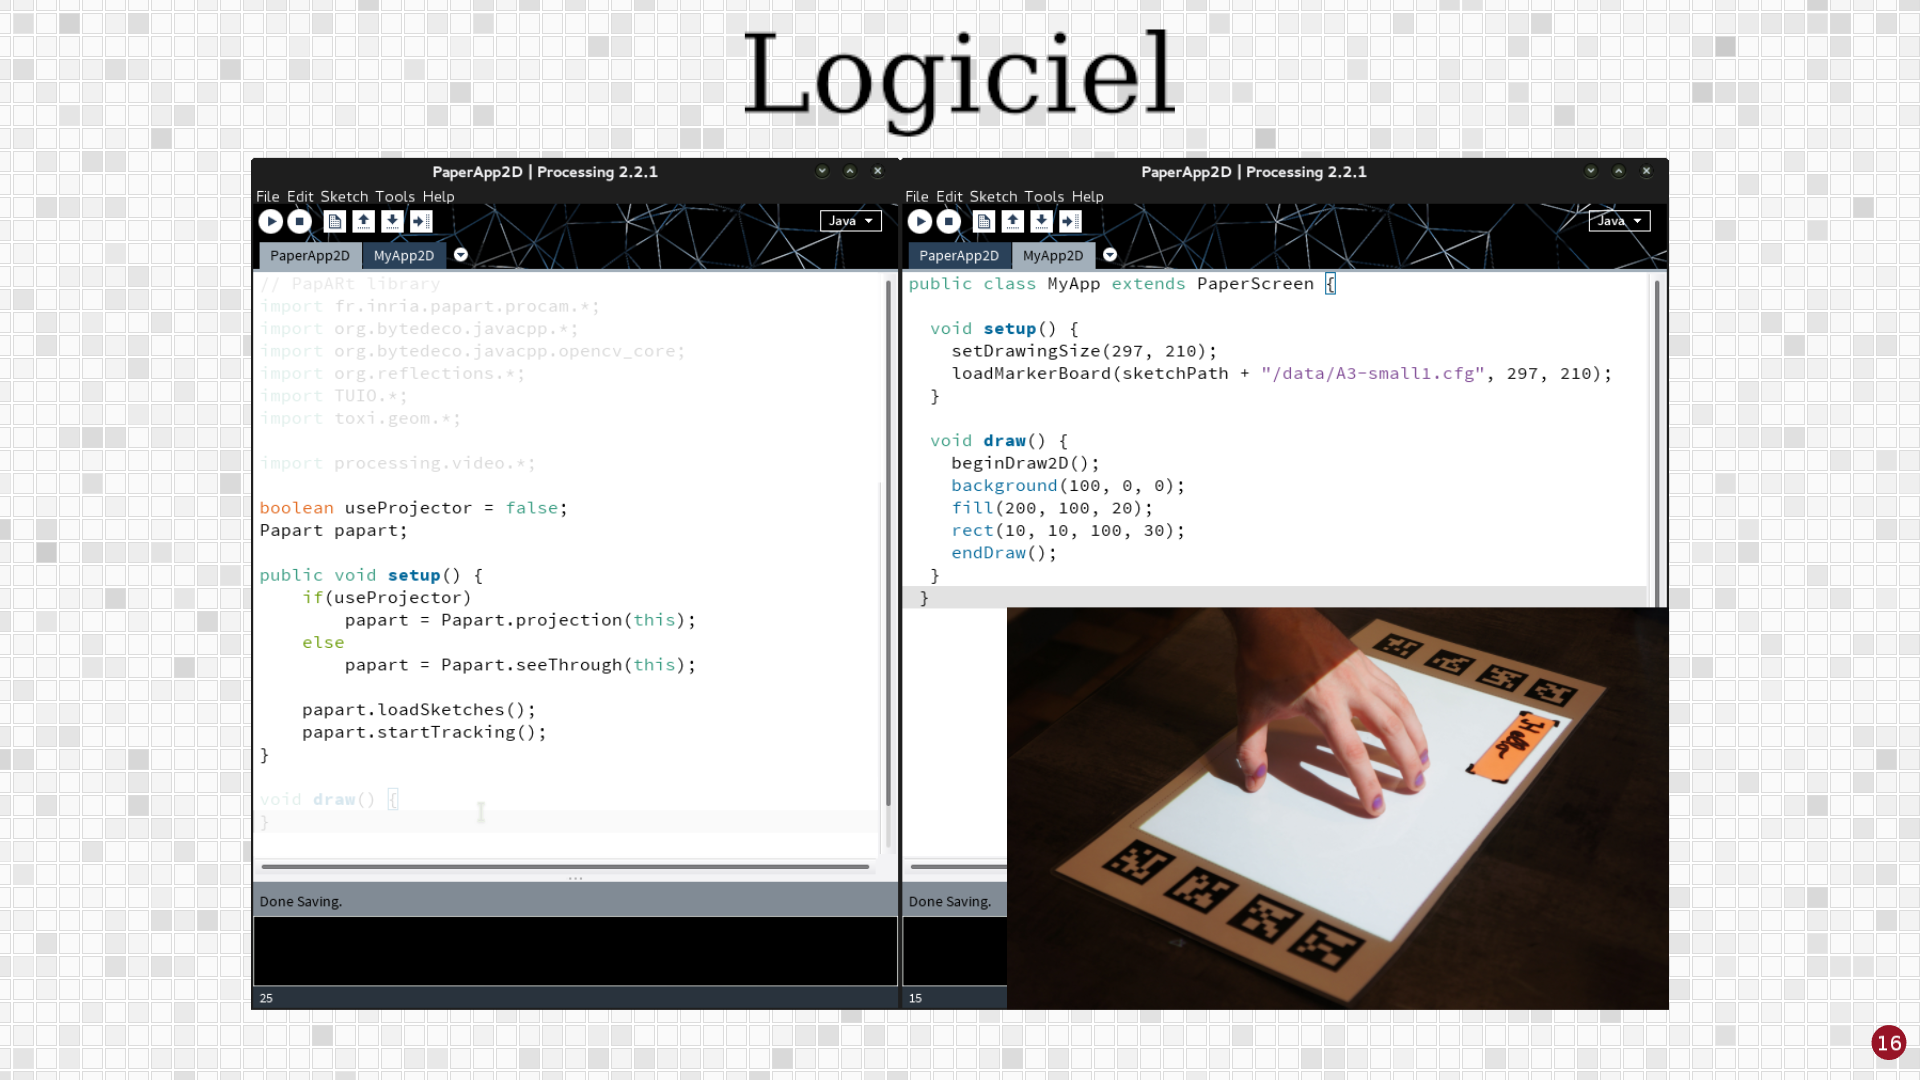 Logiciel
PaperApp2D | Processing 2.2.1
File Edit Sketch Tools Help
Java
PaperApp2D MyApp2D
// PapARt library
import fr.inria.papart.procam.*;
import org.bytedeco.javacpp.*;
import org.bytedeco.javacpp.opencv_core;
import org.reflections.*;
import TUIO.*;
import toxi.geom.*;
import processing.video.*;
boolean useProjector = false;
Papart papart;
public void setup() {
if(useProjector)
papart = Papart.projection(this);
else
papart = Papart.seeThrough(this);
papart.loadSketches();
papart.startTracking();
}
void draw() {
}
Done Saving.
25
PaperApp2D | Processing 2.2.1
File Edit Sketch Tools Help
Java
PaperApp2D MyApp2D
public class MyApp extends PaperScreen {
void setup() {
setDrawingSize(297, 210);
loadMarkerBoard(sketchPath + "/data/A3-small1.cfg", 297, 210);
}
void draw() {
beginDraw2D();
background(100, 0, 0);
fill(200, 100, 20);
rect(10, 10, 100, 30);
endDraw();
}
}
Hello
Done Saving.
15
16